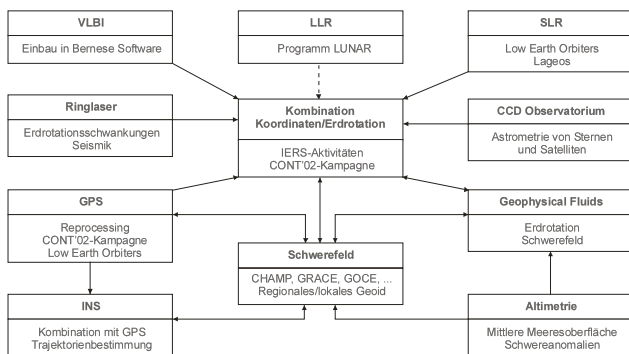 VLBI
Einbau in Bernese Software
LLR
Programm LUNAR
SLR
Low Earth Orbiters
Lageos
Ringlaser
Erdrotationsschwankungen
Seismik
Kombination
Koordinaten/Erdrotation
IERS-Aktivitäten
CONT'02-Kampagne
CCD Observatorium
Astrometrie von Sternen
und Satelliten
GPS
Reprocessing
CONT'02-Kampagne
Low Earth Orbiters
Schwerefeld
CHAMP, GRACE, GOCE, ...
Regionales/lokales Geoid
Geophysical Fluids
Erdrotation
Schwerefeld
INS
Kombination mit GPS
Trajektorienbestimmung
Altimetrie
Mittlere Meeresoberfläche
Schwereanomalien